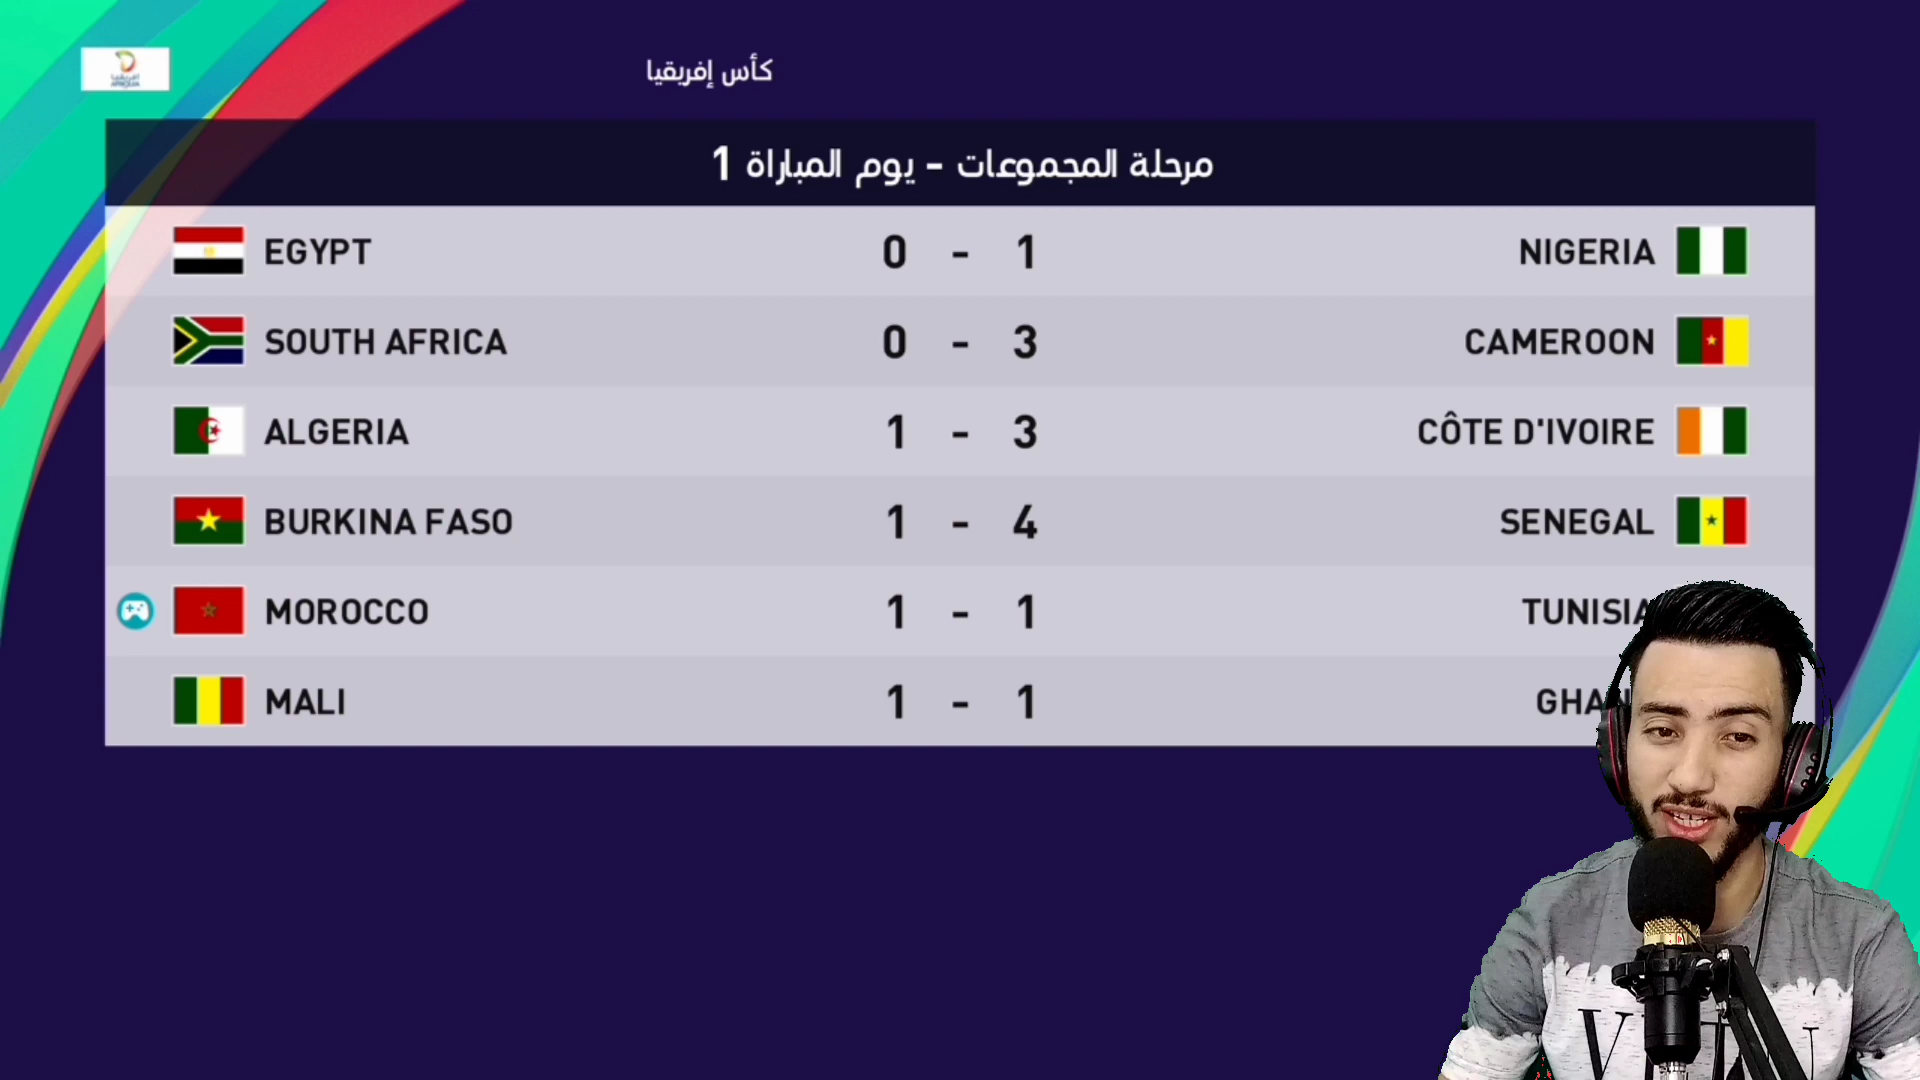 كأس إفريقيا
مرحلة المجموعات - يوم المباراة 1
EGYPT 0 - 1 NIGERIA
SOUTH AFRICA 0 - 3 CAMEROON
ALGERIA 1 - 3 CÔTE D'IVOIRE
BURKINA FASO 1 - 4 SENEGAL
MOROCCO 1 - 1 TUNISIA
MALI 1 - 1